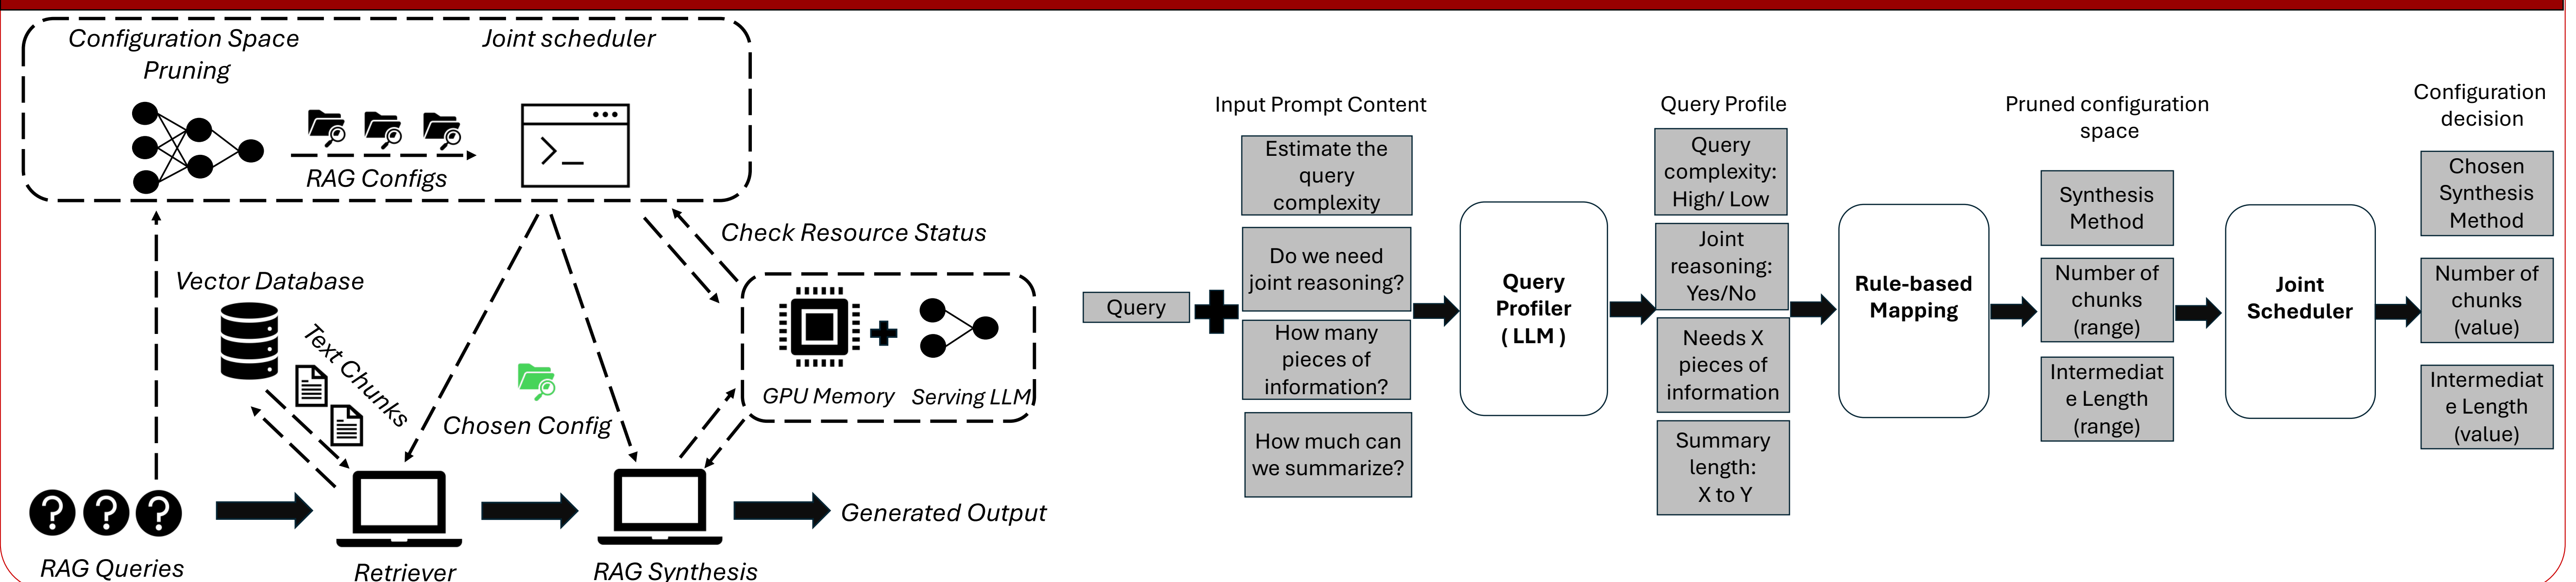 Configuration Space
Pruning
Joint scheduler
RAG Configs
Check Resource Status
Vector Database
Text Chunks
GPU Memory
Serving LLM
Chosen Config
Generated Output
RAG Queries
Retriever
RAG Synthesis
Query
Input Prompt Content
Estimate the
query
complexity
Do we need
joint reasoning?
How many
pieces of
information?
How much can
we summarize?
Query
Profiler
( LLM )
Query Profile
Query
complexity:
High/ Low
Joint
reasoning:
Yes/No
Needs X
pieces of
information
Summary
length:
X to Y
Rule-based
Mapping
Pruned configuration
space
Synthesis
Method
Number of
chunks
(range)
Intermediat
e Length
(range)
Joint
Scheduler
Configuration
decision
Chosen
Synthesis
Method
Number of
chunks
(value)
Intermediat
e Length
(value)